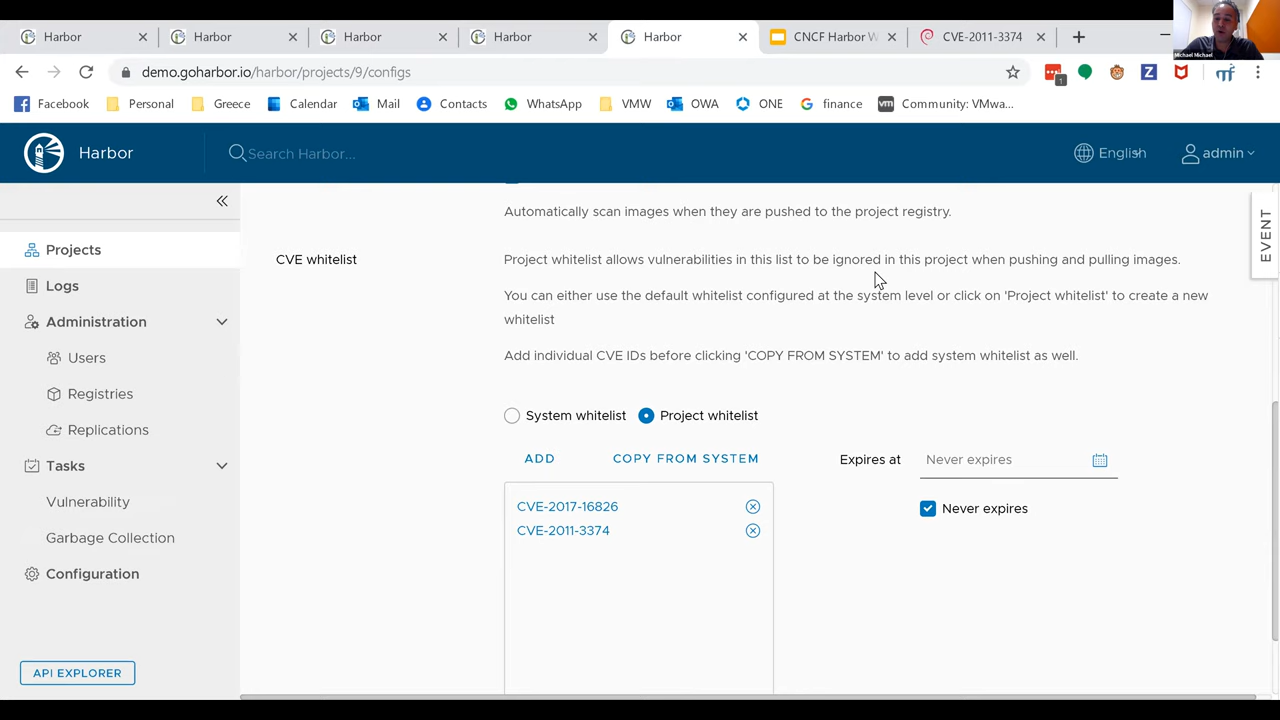 Harbor
Harbor
Harbor
Harbor
Harbor
CNCF Harbor W
CVE-2011-3374
Michael Michael
demo.goharbor.io/harbor/projects/9/configs
1
Facebook
Personal
Greece
Calendar
Mail
Contacts
WhatsApp
VMW
OWA
ONE
finance
vm Community: VMwa...
Harbor
Search Harbor...
English
admin
EVENT
Projects
Logs
Administration
Users
Registries
Replications
Tasks
Vulnerability
Garbage Collection
Configuration
API EXPLORER
Automatically scan images when they are pushed to the project registry.
CVE whitelist
Project whitelist allows vulnerabilities in this list to be ignored in this project when pushing and pulling images.
You can either use the default whitelist configured at the system level or click on 'Project whitelist' to create a new
whitelist
Add individual CVE IDs before clicking 'COPY FROM SYSTEM' to add system whitelist as well.
System whitelist
Project whitelist
ADD
COPY FROM SYSTEM
Expires at
Never expires
CVE-2017-16826
CVE-2011-3374
Never expires